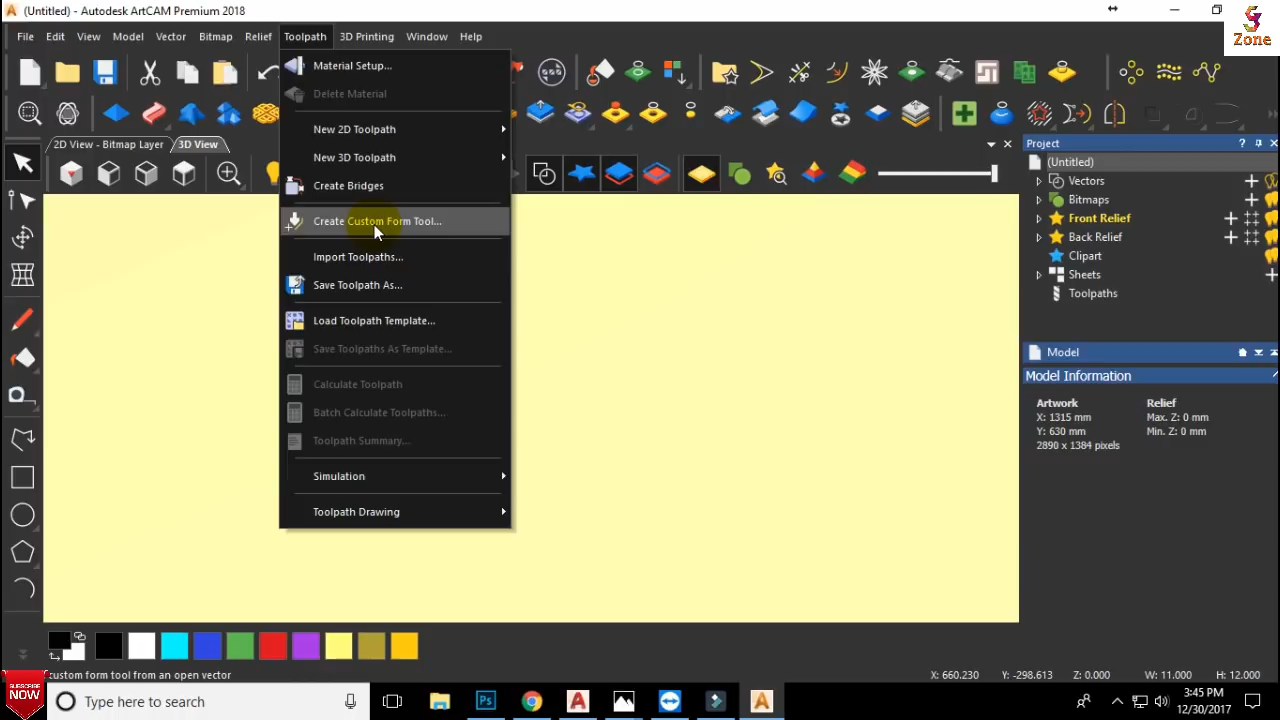 (Untitled) - Autodesk ArtCAM Premium 2018
Zone
File Edit View Model Vector Bitmap Relief Toolpath 3D Printing Window Help
Material Setup...
Delete Material
New 2D Toolpath
New 3D Toolpath
Create Bridges
Create Custom Form Tool...
Import Toolpaths...
Save Toolpath As...
Load Toolpath Template...
Save Toolpaths As Template...
Calculate Toolpath
Batch Calculate Toolpaths...
Toolpath Summary...
Simulation
Toolpath Drawing
2D View - Bitmap Layer 3D View
Project
(Untitled)
Vectors
Bitmaps
Front Relief
Back Relief
Clipart
Sheets
Toolpaths
Model
Model Information
Artwork Relief
X: 1315 mm Max. Z: 0 mm
Y: 630 mm Min. Z: 0 mm
2890 x 1384 pixels
custom form tool from an open vector
X: 660.230 Y: -298.613 Z: 0.000 W: 11.000 H: 12.000
SUBSCRIBE
NOW
Type here to search
3:45 PM
12/30/2017